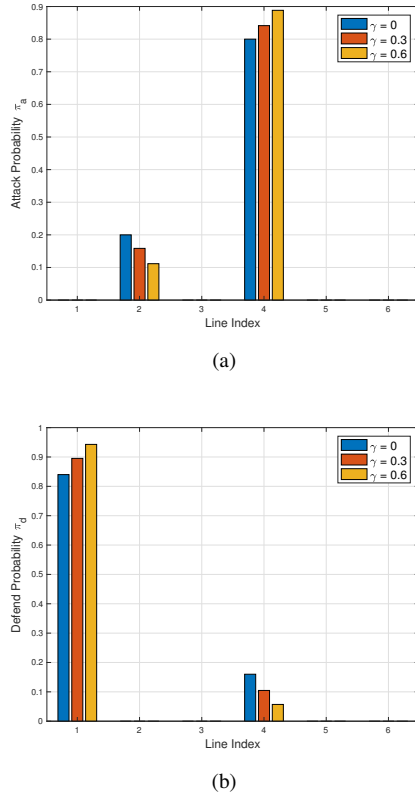 0.9
0.8
0.7
0.6
0.5
0.4
0.3
0.2
0.1
0
Attack Probability π_a
γ = 0
γ = 0.3
γ = 0.6
1 2 3 4 5 6
Line Index
(a)
1
0.9
0.8
0.7
0.6
0.5
0.4
0.3
0.2
0.1
0
Defend Probability π_d
γ = 0
γ = 0.3
γ = 0.6
1 2 3 4 5 6
Line Index
(b)